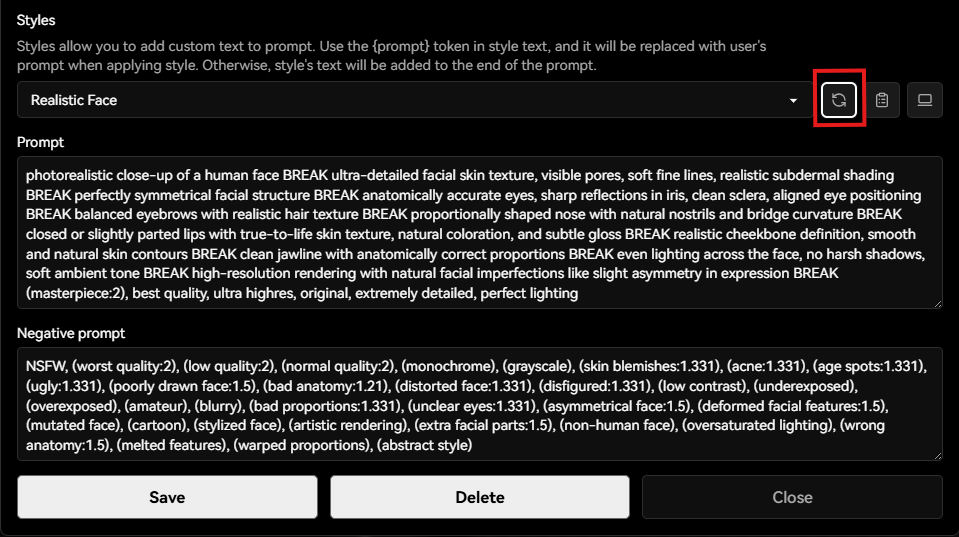 Styles
Styles allow you to add custom text to prompt. Use the {prompt} token in style text, and it will be replaced with user's
prompt when applying style. Otherwise, style's text will be added to the end of the prompt.
Realistic Face
Prompt
photorealistic close-up of a human face BREAK ultra-detailed facial skin texture, visible pores, soft fine lines, realistic subdermal shading
BREAK perfectly symmetrical facial structure BREAK anatomically accurate eyes, sharp reflections in iris, clean sclera, aligned eye positioning
BREAK balanced eyebrows with realistic hair texture BREAK proportionally shaped nose with natural nostrils and bridge curvature BREAK
closed or slightly parted lips with true-to-life skin texture, natural coloration, and subtle gloss BREAK realistic cheekbone definition, smooth
and natural skin contours BREAK clean jawline with anatomically correct proportions BREAK even lighting across the face, no harsh shadows,
soft ambient tone BREAK high-resolution rendering with natural facial imperfections like slight asymmetry in expression BREAK
(masterpiece:2), best quality, ultra highres, original, extremely detailed, perfect lighting
Negative prompt
NSFW, (worst quality:2), (low quality:2), (normal quality:2), (monochrome), (grayscale), (skin blemishes:1.331), (acne:1.331), (age spots:1.331),
(ugly:1.331), (poorly drawn face:1.5), (bad anatomy:1.21), (distorted face:1.331), (disfigured:1.331), (low contrast), (underexposed),
(overexposed), (amateur), (blurry), (bad proportions:1.331), (unclear eyes:1.331), (asymmetrical face:1.5), (deformed facial features:1.5),
(mutated face), (cartoon), (stylized face), (artistic rendering), (extra facial parts:1.5), (non-human face), (oversaturated lighting), (wrong
anatomy:1.5), (melted features), (warped proportions), (abstract style)
Save
Delete
Close